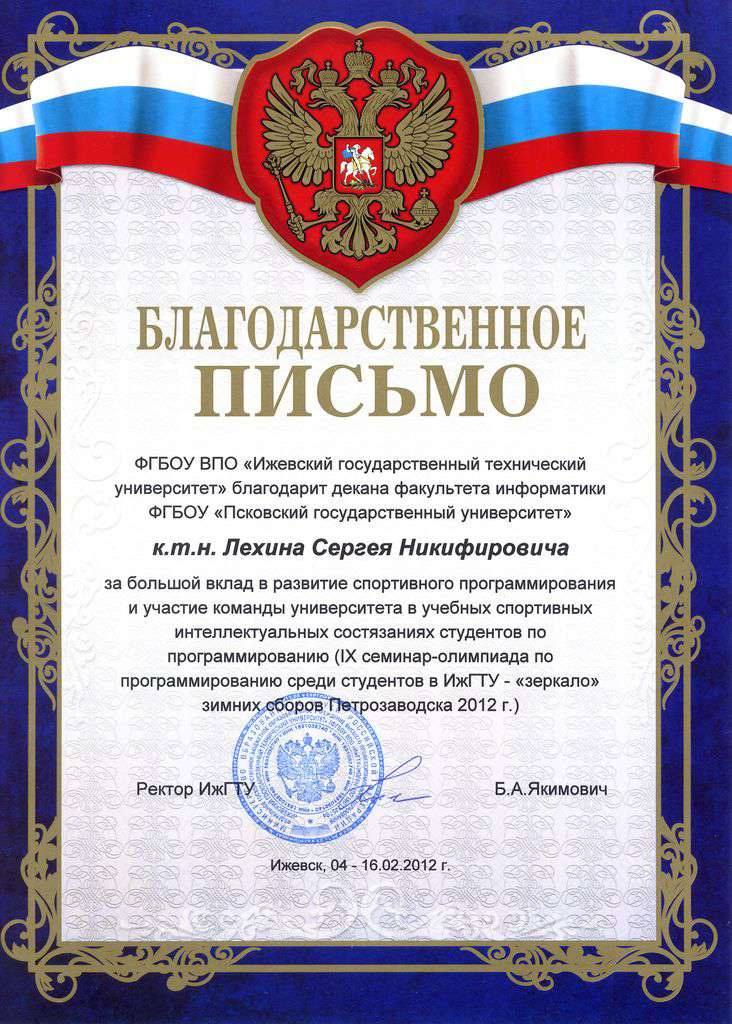 БЛАГОДАРСТВЕННОЕ
ПИСЬМО
ФГБОУ ВПО «Ижевский государственный технический
университет» благодарит декана факультета информатики
ФГБОУ «Псковский государственный университет»
к.т.н. Лехина Сергея Никифировича
за большой вклад в развитие спортивного программирования
и участие команды университета в учебных спортивных
интеллектуальных состязаниях студентов по
программированию (IX семинар-олимпиада по
программированию среди студентов в ИжГТУ - «зеркало»
зимних сборов Петрозаводска 2012 г.)
Ректор ИжГТУ Б.А.Якимович
Ижевск, 04 - 16.02.2012 г.